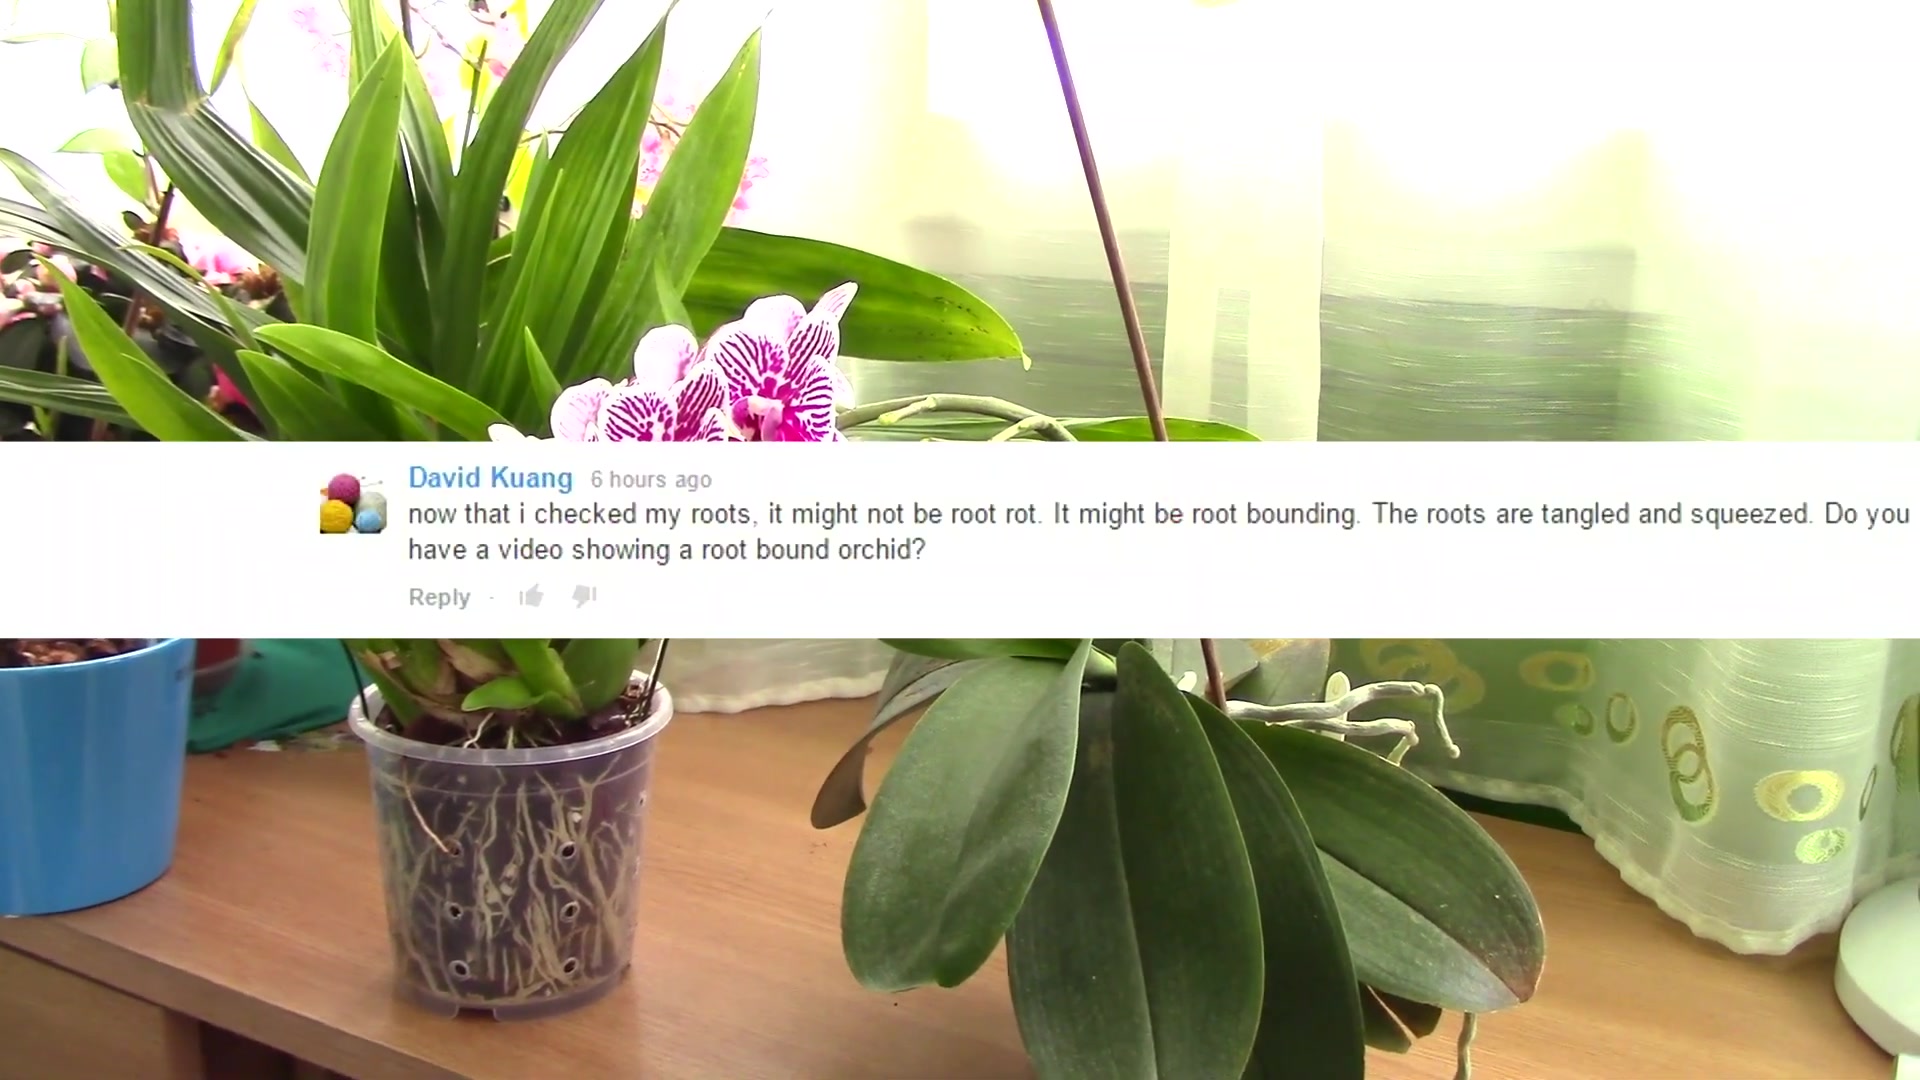 David Kuang 6 hours ago
now that i checked my roots, it might not be root rot. It might be root bounding. The roots are tangled and squeezed. Do you
have a video showing a root bound orchid?
Reply ·